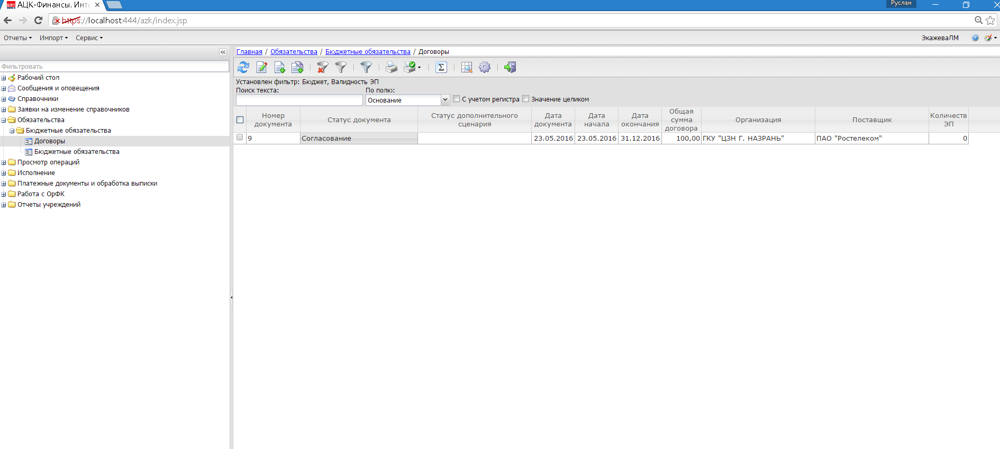 БФТ АЦК-Финансы. Инте
Руслан
https://localhost:444/azk/index.jsp
Отчеты Импорт Сервис ЭкажеваЛМ
Фильтровать
Рабочий стол
Сообщения и оповещения
Справочники
Заявки на изменение справочников
Обязательства
Бюджетные обязательства
Договоры
Бюджетные обязательства
Просмотр операций
Исполнение
Платежные документы и обработка выписки
Работа с ОрФК
Отчеты учреждений
Главная / Обязательства / Бюджетные обязательства / Договоры
Установлен фильтр: Бюджет, Валидность ЭП
Поиск текста: По полю:
Основание С учетом регистра Значение целиком
Номер документа Статус документа Статус дополнительного сценария Дата документа Дата начала Дата окончания Общая сумма договора Организация Поставщик Количеств ЭП
9 Согласование 23.05.2016 23.05.2016 31.12.2016 100,00 ГКУ "ЦЗН Г. НАЗРАНЬ" ПАО "Ростелеком" 0